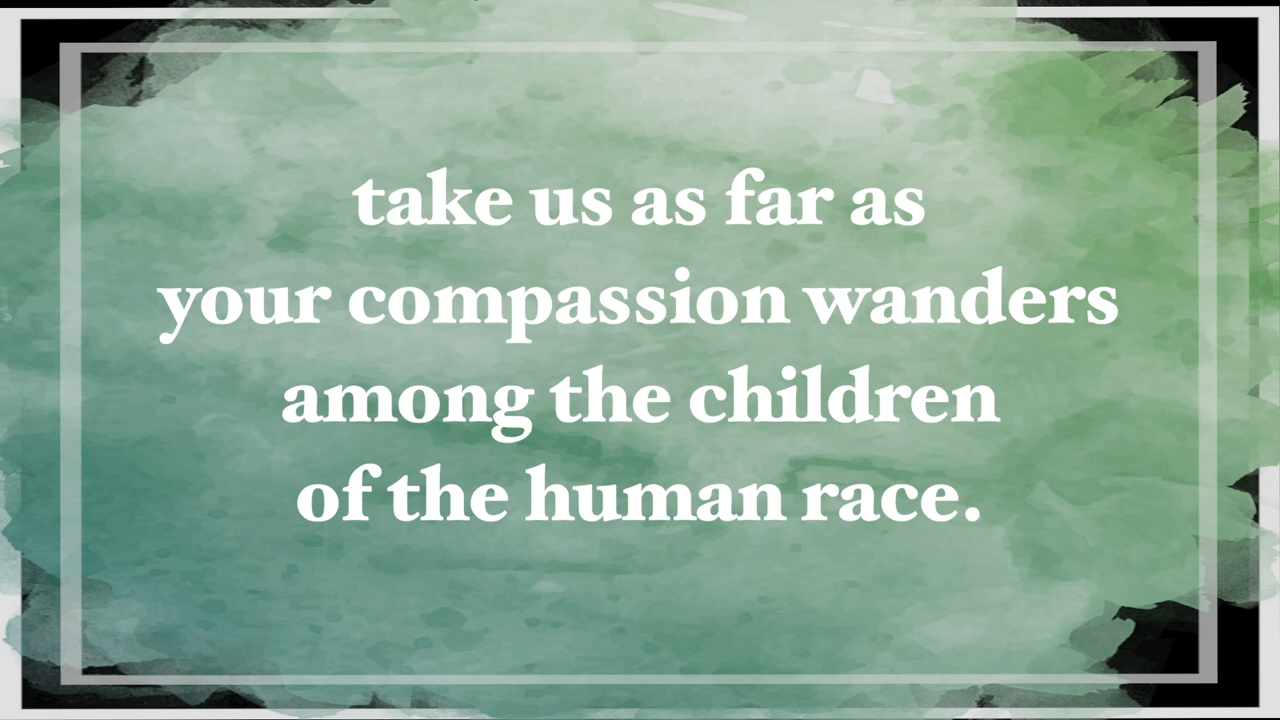 take us as far as
your compassion wanders
among the children
of the human race.